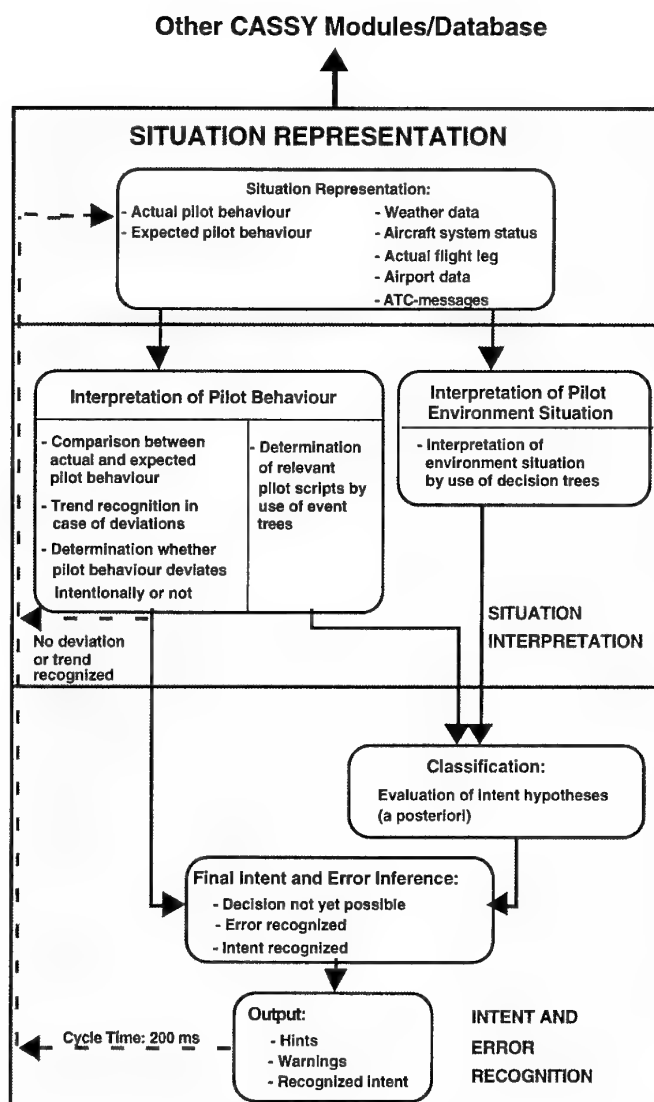 Other CASSY Modules/Database
SITUATION REPRESENTATION
Situation Representation:
- Actual pilot behaviour
- Expected pilot behaviour
- Weather data
- Aircraft system status
- Actual flight leg
- Airport data
- ATC-messages
Interpretation of Pilot Behaviour
- Comparison between
actual and expected
pilot behaviour
- Trend recognition in
case of deviations
- Determination whether
pilot behaviour deviates
Intentionally or not
- Determination
of relevant
pilot scripts by
use of event
trees
Interpretation of Pilot
Environment Situation
- Interpretation of
environment situation
by use of decision trees
No deviation
or trend
recognized
SITUATION
INTERPRETATION
Classification:
Evaluation of intent hypotheses
(a posteriori)
Final Intent and Error Inference:
- Decision not yet possible
- Error recognized
- Intent recognized
Output:
- Hints
- Warnings
- Recognized intent
Cycle Time: 200 ms
INTENT AND
ERROR
RECOGNITION